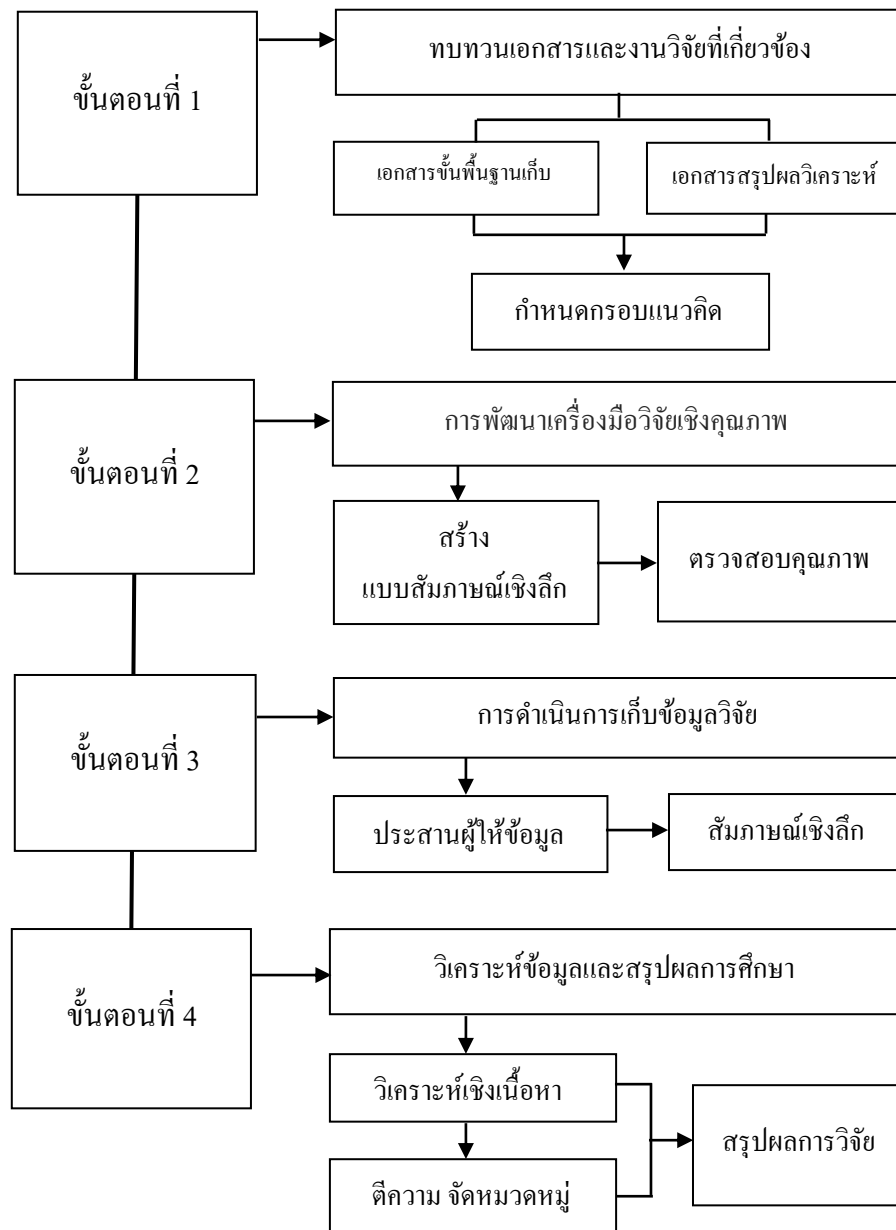 ขั้นตอนที่ 1
ทบทวนเอกสารและงานวิจัยที่เกี่ยวข้อง
เอกสารขั้นพื้นฐานเก็บ
เอกสารสรุปผลวิเคราะห์
กำหนดกรอบแนวคิด
ขั้นตอนที่ 2
การพัฒนาเครื่องมือวิจัยเชิงคุณภาพ
สร้าง
แบบสัมภาษณ์เชิงลึก
ตรวจสอบคุณภาพ
ขั้นตอนที่ 3
การดำเนินการเก็บข้อมูลวิจัย
ประสานผู้ให้ข้อมูล
สัมภาษณ์เชิงลึก
ขั้นตอนที่ 4
วิเคราะห์ข้อมูลและสรุปผลการศึกษา
วิเคราะห์เชิงเนื้อหา
ตีความ จัดหมวดหมู่
สรุปผลการวิจัย